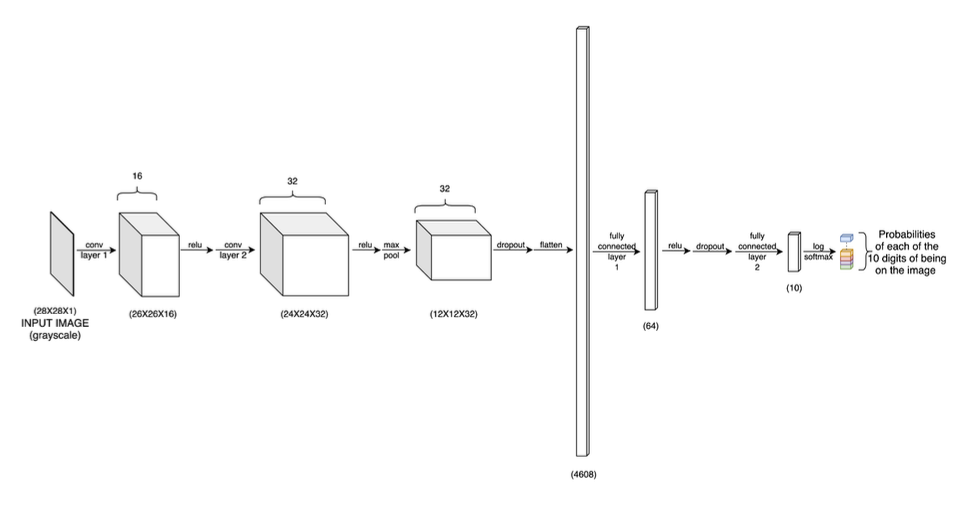 16
32
32
conv
layer 1
relu
conv
layer 2
relu
max
pool
dropout
flatten
fully
connected
layer
1
relu
dropout
fully
connected
layer
2
log
softmax
Probabilities
of each of the
10 digits of being
on the image
(28X28X1)
INPUT IMAGE
(grayscale)
(26X26X16)
(24X24X32)
(12X12X32)
(4608)
(64)
(10)